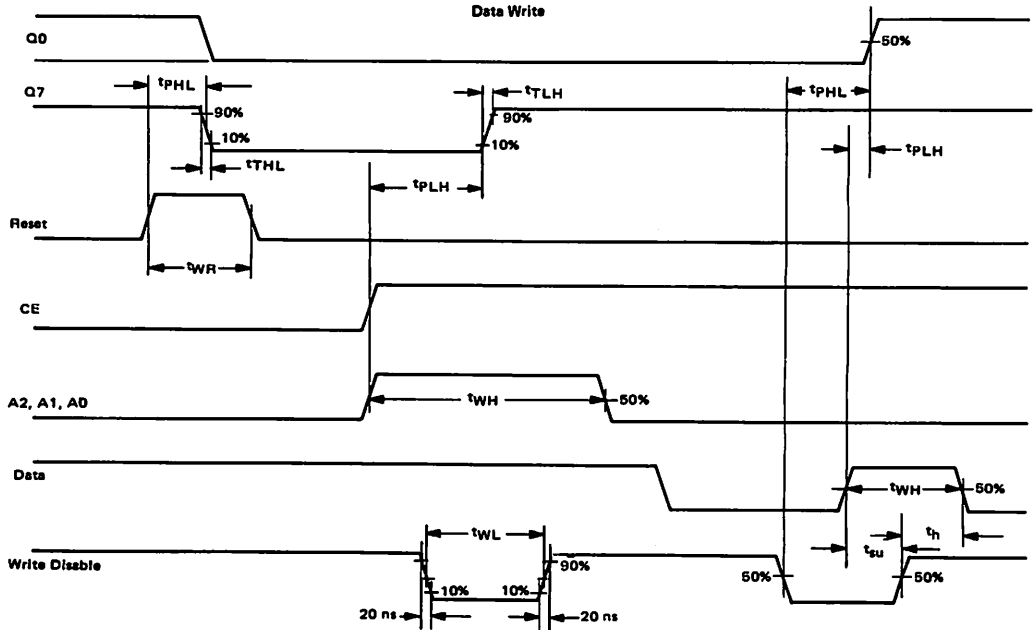 Data Write
Q0
50%
tPHL
tTLH
tPHL
Q7
90%
90%
10%
10%
tPLH
tTHL
tPLH
Reset
tWR
CE
A2, A1, A0
tWH
50%
Data
tWH
50%
tWL
tsu
th
Write Disable
90%
50%
50%
10%
10%
20 ns
20 ns